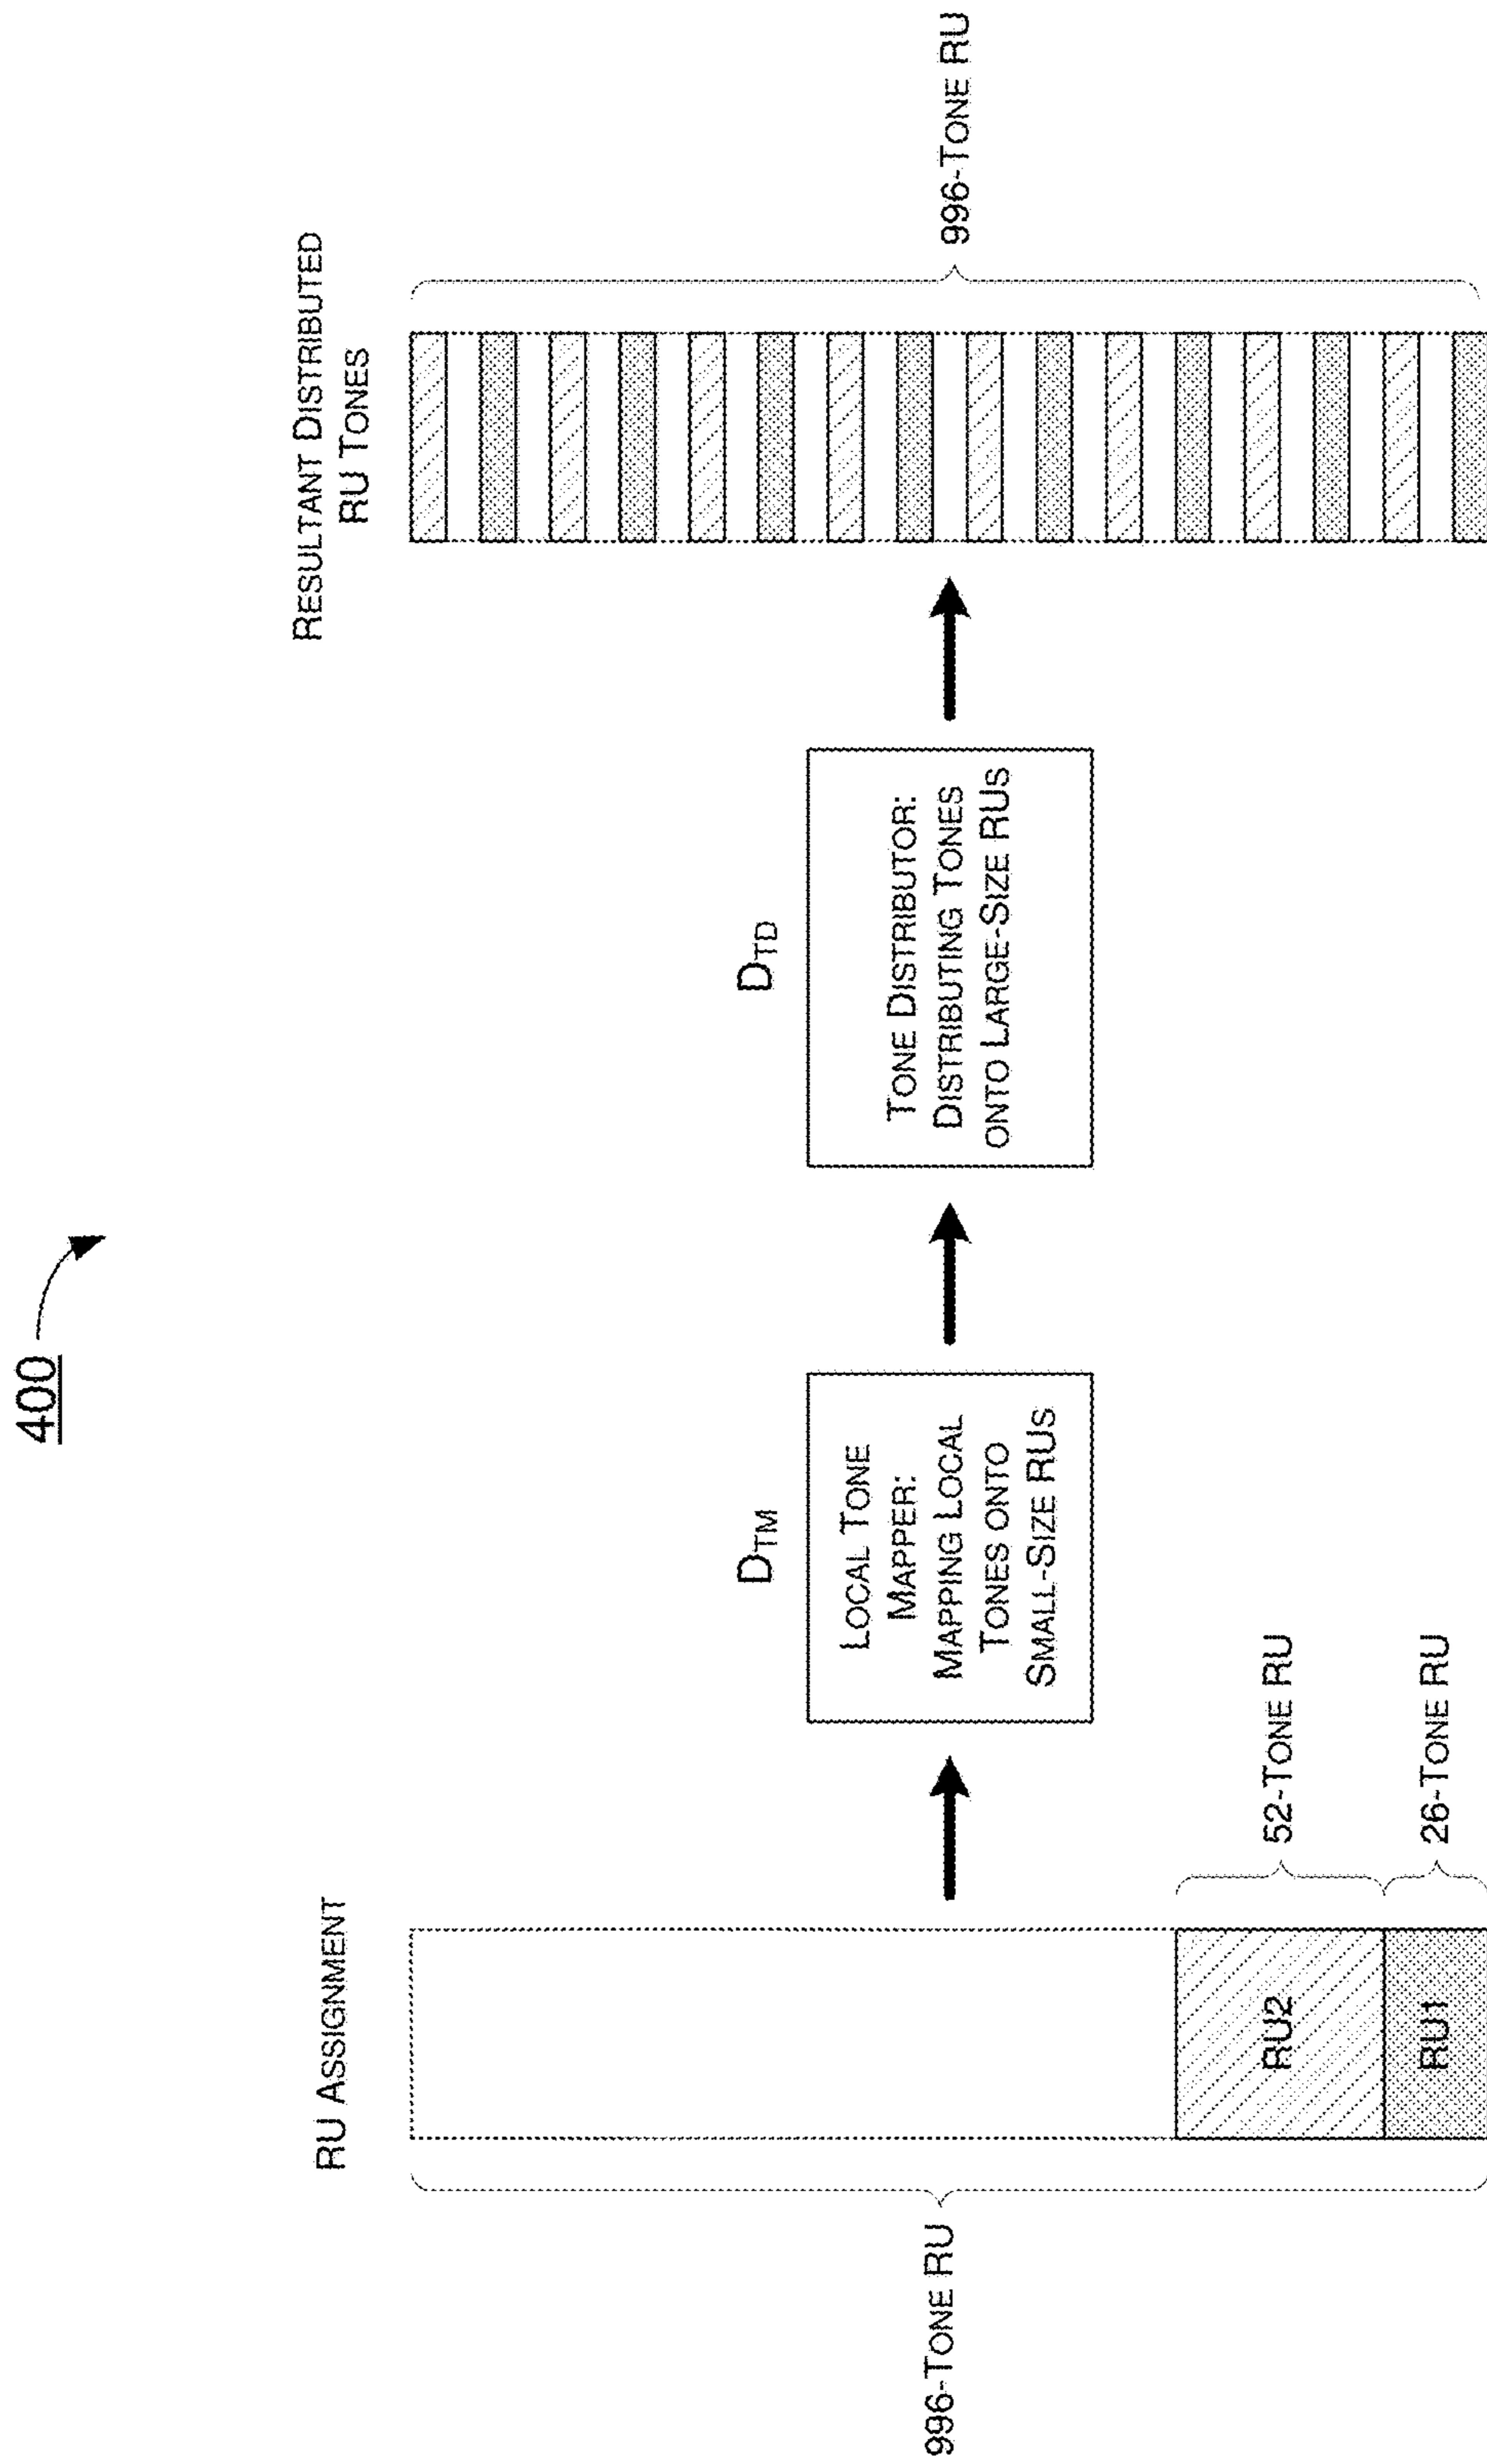 400
RU ASSIGNMENT
996-TONE RU
RU2
RU1
52-TONE RU
26-TONE RU
DTM
LOCAL TONE
MAPPER:
MAPPING LOCAL
TONES ONTO
SMALL-SIZE RUS
DTD
TONE DISTRIBUTOR:
DISTRIBUTING TONES
ONTO LARGE-SIZE RUS
RESULTANT DISTRIBUTED
RU TONES
996-TONE RU